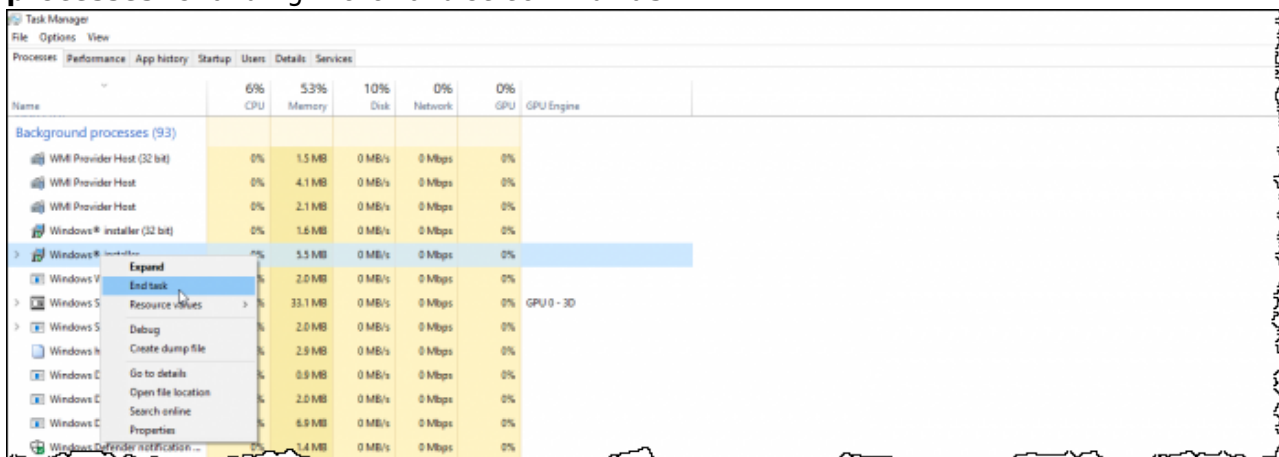 Task Manager
File Options View
Processes Performance App history Startup Users Details Services
6% 53% 10% 0% 0%
Name CPU Memory Disk Network GPU GPU Engine
Background processes (93)
WMI Provider Host (32 bit) 0% 1.5 MB 0 MB/s 0 Mbps 0%
WMI Provider Host 0% 4.1 MB 0 MB/s 0 Mbps 0%
WMI Provider Host 0% 2.1 MB 0 MB/s 0 Mbps 0%
Windows® installer (32 bit) 0% 1.6 MB 0 MB/s 0 Mbps 0%
Windows® installer 0% 5.5 MB 0 MB/s 0 Mbps 0%
Expand
Windows V % 2.0 MB 0 MB/s 0 Mbps 0%
End task
Windows S % 33.1 MB 0 MB/s 0 Mbps 0% GPU 0 - 3D
Resource values
Windows S % 2.0 MB 0 MB/s 0 Mbps 0%
Debug
Windows h % 2.9 MB 0 MB/s 0 Mbps 0%
Create dump file
Windows D % 0.9 MB 0 MB/s 0 Mbps 0%
Go to details
Windows D % 2.0 MB 0 MB/s 0 Mbps 0%
Open file location
Search online
Windows D % 6.9 MB 0 MB/s 0 Mbps 0%
Properties
Windows Defender notification ... 0% 1.4 MB 0 MB/s 0 Mbps 0%